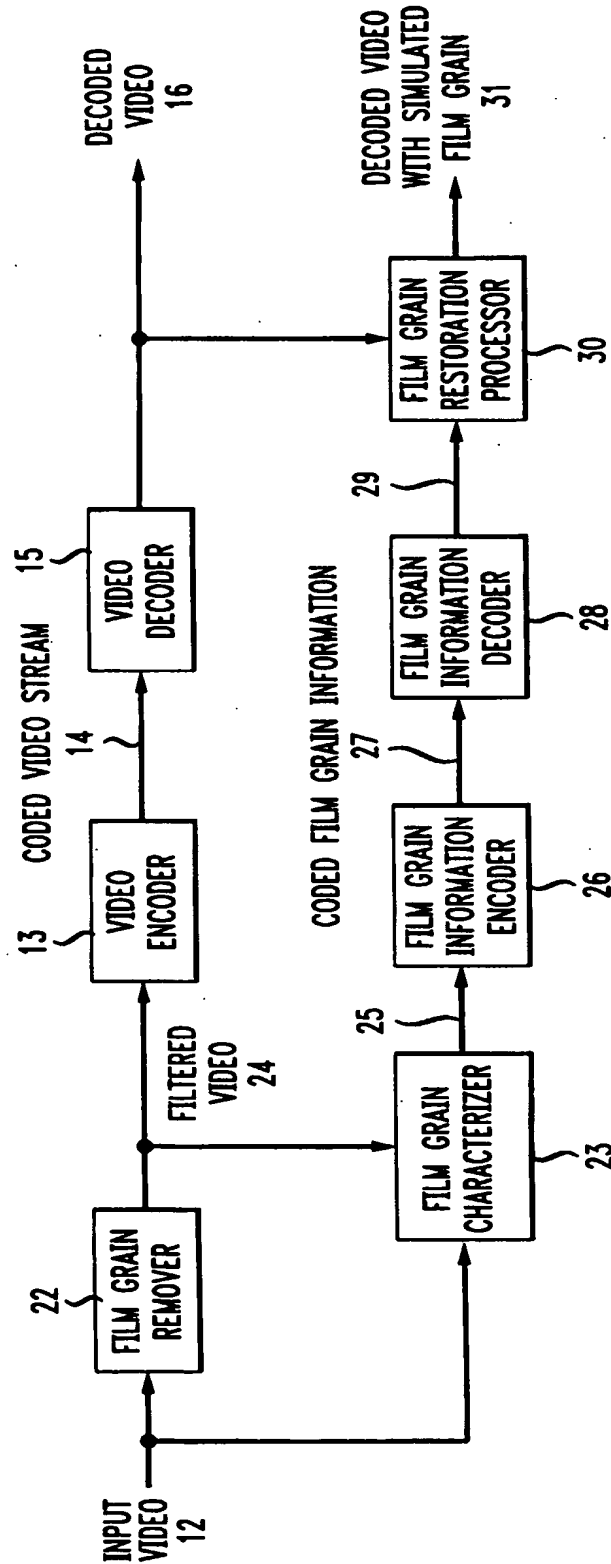 INPUT
VIDEO
12
22
FILM GRAIN
REMOVER
FILTERED
VIDEO
24
13
VIDEO
ENCODER
CODED VIDEO STREAM
14
15
VIDEO
DECODER
DECODED
VIDEO
16
FILM GRAIN
CHARACTERIZER
23
25
FILM GRAIN
INFORMATION
ENCODER
26
CODED FILM GRAIN INFORMATION
27
FILM GRAIN
INFORMATION
DECODER
28
29
FILM GRAIN
RESTORATION
PROCESSOR
30
DECODED VIDEO
WITH SIMULATED
FILM GRAIN
31